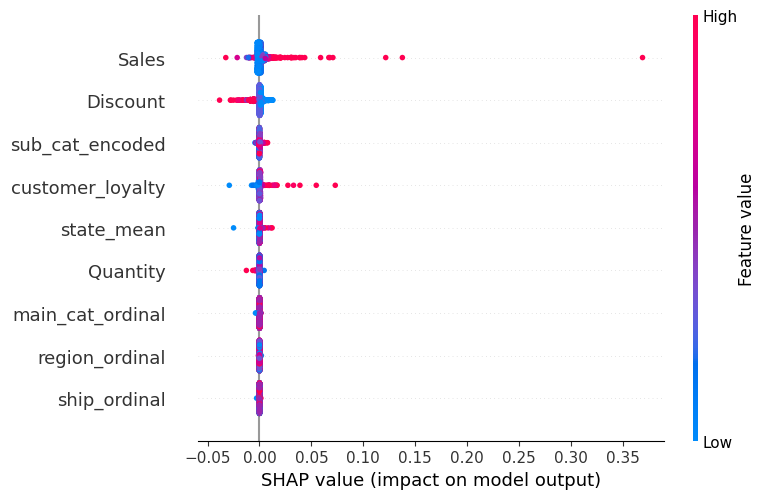 High
Sales
Discount
sub_cat_encoded
customer_loyalty
state_mean
Quantity
main_cat_ordinal
region_ordinal
ship_ordinal
Feature value
Low
−0.05 0.00 0.05 0.10 0.15 0.20 0.25 0.30 0.35
SHAP value (impact on model output)